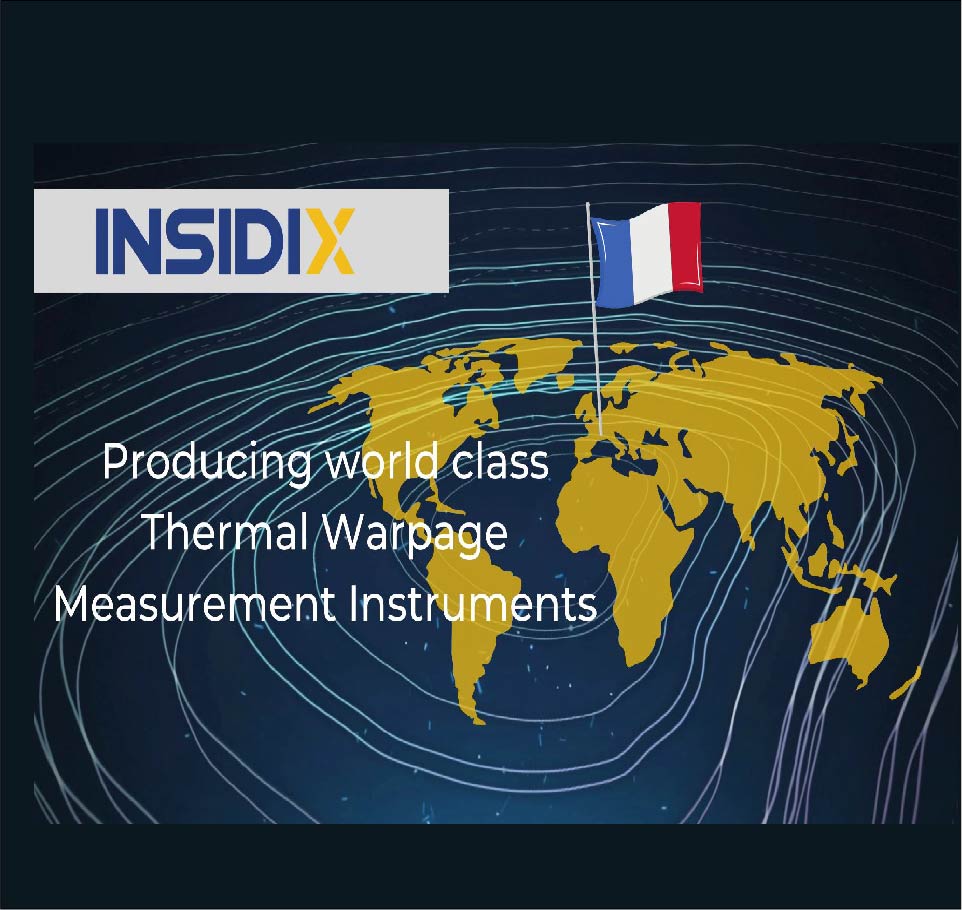 INSIDIX
Producing world class
Thermal Warpage
Measurement Instruments